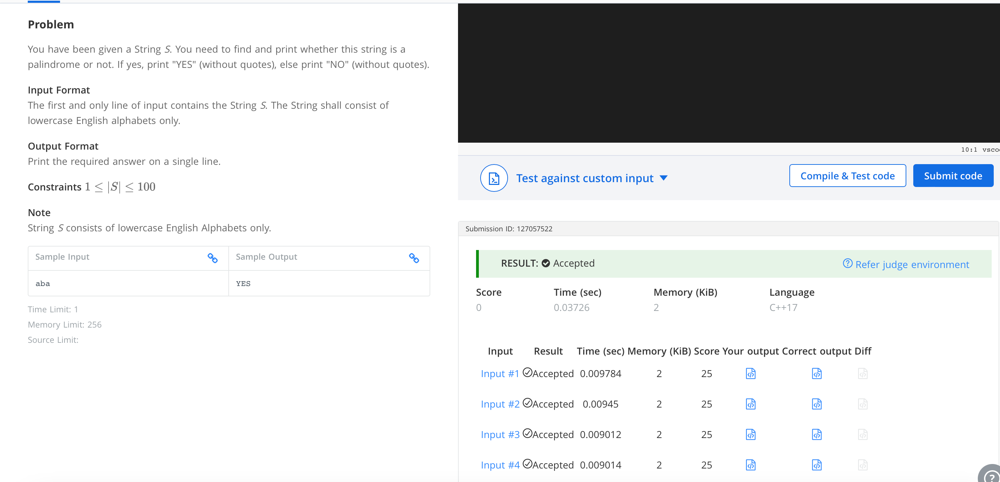 Problem
You have been given a String S. You need to find and print whether this string is a
palindrome or not. If yes, print "YES" (without quotes), else print "NO" (without quotes).
Input Format
The first and only line of input contains the String S. The String shall consist of
lowercase English alphabets only.
Output Format
Print the required answer on a single line.
Constraints 1 ≤ |S| ≤ 100
Note
String S consists of lowercase English Alphabets only.
Sample Input Sample Output
aba YES
Time Limit: 1
Memory Limit: 256
Source Limit:
10:1
Test against custom input Compile & Test code Submit code
Submission ID: 127057522
RESULT: Accepted Refer judge environment
Score Time (sec) Memory (KiB) Language
0 0.03726 2 C++17
Input Result Time (sec) Memory (KiB) Score Your output Correct output Diff
Input #1 Accepted 0.009784 2 25
Input #2 Accepted 0.00945 2 25
Input #3 Accepted 0.009012 2 25
Input #4 Accepted 0.009014 2 25
?